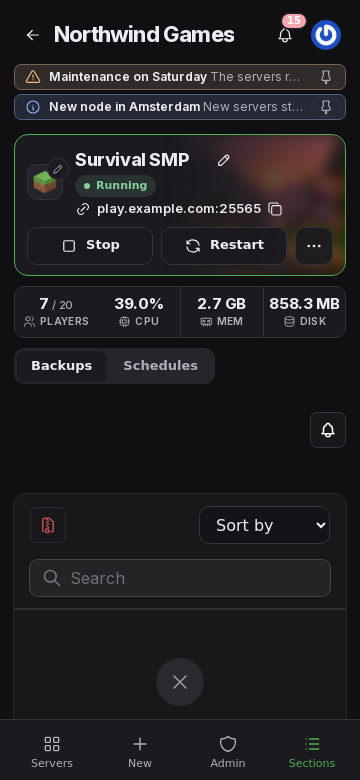 Northwind Games
15
Maintenance on Saturday The servers r...
New node in Amsterdam New servers st...
Survival SMP
Running
play.example.com:25565
Stop
Restart
7 / 20
PLAYERS
39.0%
CPU
2.7 GB
MEM
858.3 MB
DISK
Backups
Schedules
Sort by
Search
Servers
New
Admin
Sections